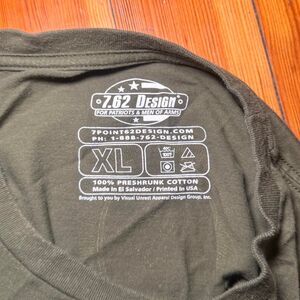 7.62 DESIGN
FOR PATRIOTS & MEN OF ARMS
7POINT62DESIGN.COM
PH: 1-888-762-DESIGN
XL
100% PRESHRUNK COTTON
Made in El Salvador / Printed in USA
Brought to you by Visual Unrest Apparel Design Group, Inc.